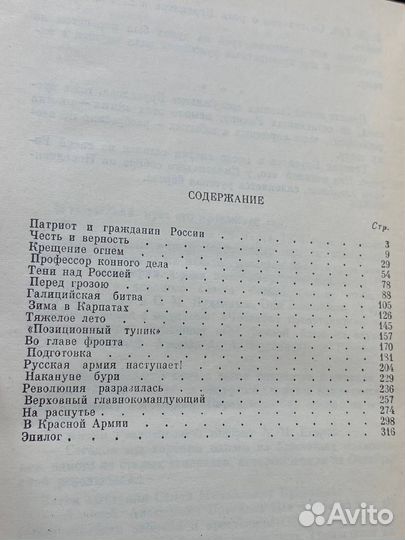 СОДЕРЖАНИЕ
Стр.
Патриот и гражданин России . . . . . 3
Честь и верность . . . . . 9
Крещение огнем . . . . . 29
Профессор конного дела . . . . . 54
Тени над Россией . . . . . 78
Перед грозою . . . . . 88
Галицийская битва . . . . . 105
Зима в Карпатах . . . . . 126
Тяжелое лето . . . . . 145
«Позиционный тупик» . . . . . 157
Во главе фронта . . . . . 170
Подготовка . . . . . 181
Русская армия наступает! . . . . . 204
Накануне бури . . . . . 229
Революция разразилась . . . . . 236
Верховный главнокомандующий . . . . . 257
На распутье . . . . . 274
В Красной Армии . . . . . 298
Эпилог . . . . . 316
Avito